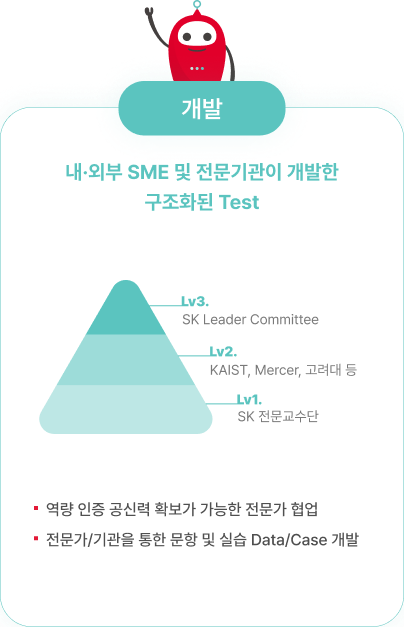 개발
내·외부 SME 및 전문기관이 개발한
구조화된 Test
Lv3.
SK Leader Committee
Lv2.
KAIST, Mercer, 고려대 등
Lv1.
SK 전문교수단
역량 인증 공신력 확보가 가능한 전문가 협업
전문가/기관을 통한 문항 및 실습 Data/Case 개발